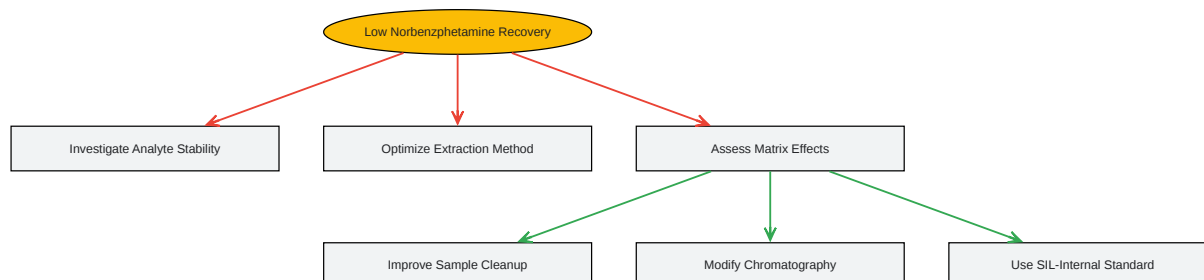 Low Norbenzphetamine Recovery
Investigate Analyte Stability
Optimize Extraction Method
Assess Matrix Effects
Improve Sample Cleanup
Modify Chromatography
Use SIL-Internal Standard